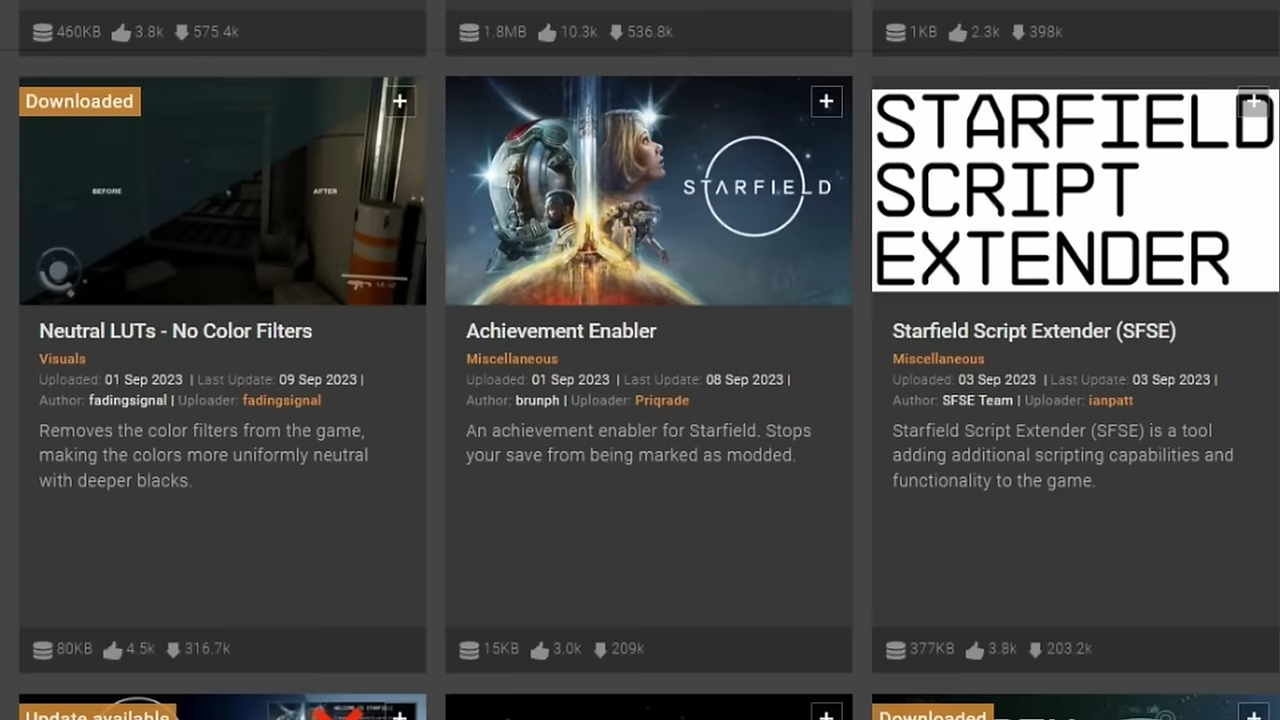 460KB 3.8k 575.4k
1.8MB 10.3k 536.8k
1KB 2.3k 398k
Downloaded
BEFORE
AFTER
Neutral LUTs - No Color Filters
Visuals
Uploaded: 01 Sep 2023 | Last Update: 09 Sep 2023 |
Author: fadingsignal | Uploader: fadingsignal
Removes the color filters from the game,
making the colors more uniformly neutral
with deeper blacks.
80KB 4.5k 316.7k
STARFIELD
Achievement Enabler
Miscellaneous
Uploaded: 01 Sep 2023 | Last Update: 08 Sep 2023 |
Author: brunph | Uploader: Priqrade
An achievement enabler for Starfield. Stops
your save from being marked as modded.
15KB 3.0k 209k
STARFIELD
SCRIPT
EXTENDER
Starfield Script Extender (SFSE)
Miscellaneous
Uploaded: 03 Sep 2023 | Last Update: 03 Sep 2023 |
Author: SFSE Team | Uploader: ianpatt
Starfield Script Extender (SFSE) is a tool
adding additional scripting capabilities and
functionality to the game.
377KB 3.8k 203.2k
Update available
Downloaded